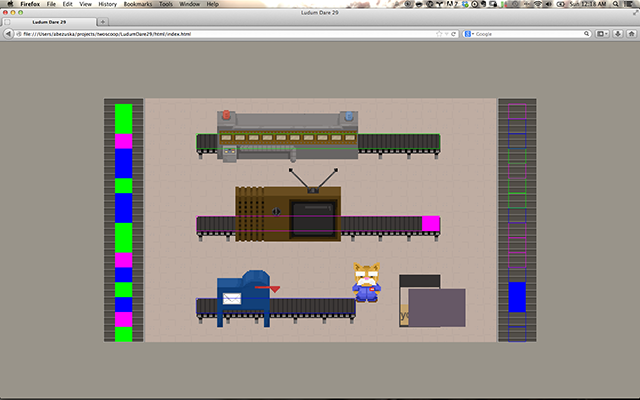 Firefox File Edit View History Bookmarks Tools Window Help
Sun 12:18 AM
Ludum Dare 29
Ludum Dare 29
file:///Users/abezuska/projects/twoscoop/LudumDare29/html/index.html
Google
yo